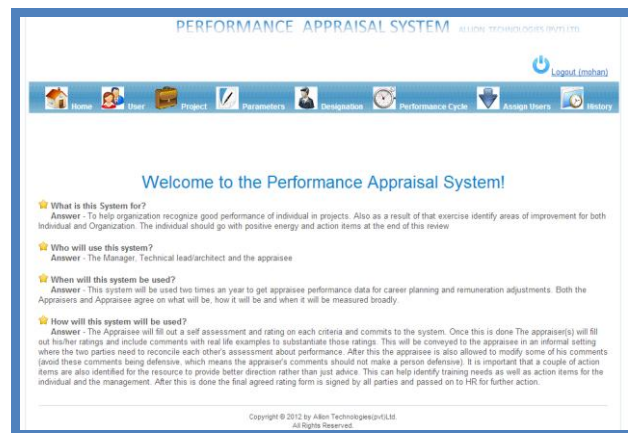 PERFORMANCE APPRAISAL SYSTEM ALLION TECHNOLOGIES (PVT) LTD
Logout (mohan)
Home User Project Parameters Designation Performance Cycle Assign Users History
Welcome to the Performance Appraisal System!
What is this System for?
Answer - To help organization recognize good performance of individual in projects. Also as a result of that exercise identify areas of improvement for both
Individual and Organization. The individual should go with positive energy and action items at the end of this review
Who will use this system?
Answer - The Manager, Technical lead/architect and the appraisee
When will this system be used?
Answer - This system will be used two times an year to get appraisee performance data for career planning and remuneration adjustments. Both the
Appraisers and Appraisee agree on what will be, how it will be and when it will be measured broadly.
How will this system will be used?
Answer - The Appraisee will fill out a self assessment and rating on each criteria and commits to the system. Once this is done The appraiser(s) will fill
out his/her ratings and include comments with real life examples to substantiate those ratings. This will be conveyed to the appraisee in an informal setting
where the two parties need to reconcile each other's assessment about performance. After this the appraisee is also allowed to modify some of his comments
(avoid these comments being defensive, which means the appraiser's comments should not make a person defensive). It is important that a couple of action
items are also identified for the resource to provide better direction rather than just advice. This can help identify training needs as well as action items for the
individual and the management. After this is done the final agreed rating form is signed by all parties and passed on to HR for further action.
Copyright © 2012 by Allion Technologies(pvt)Ltd.
All Rights Reserved.